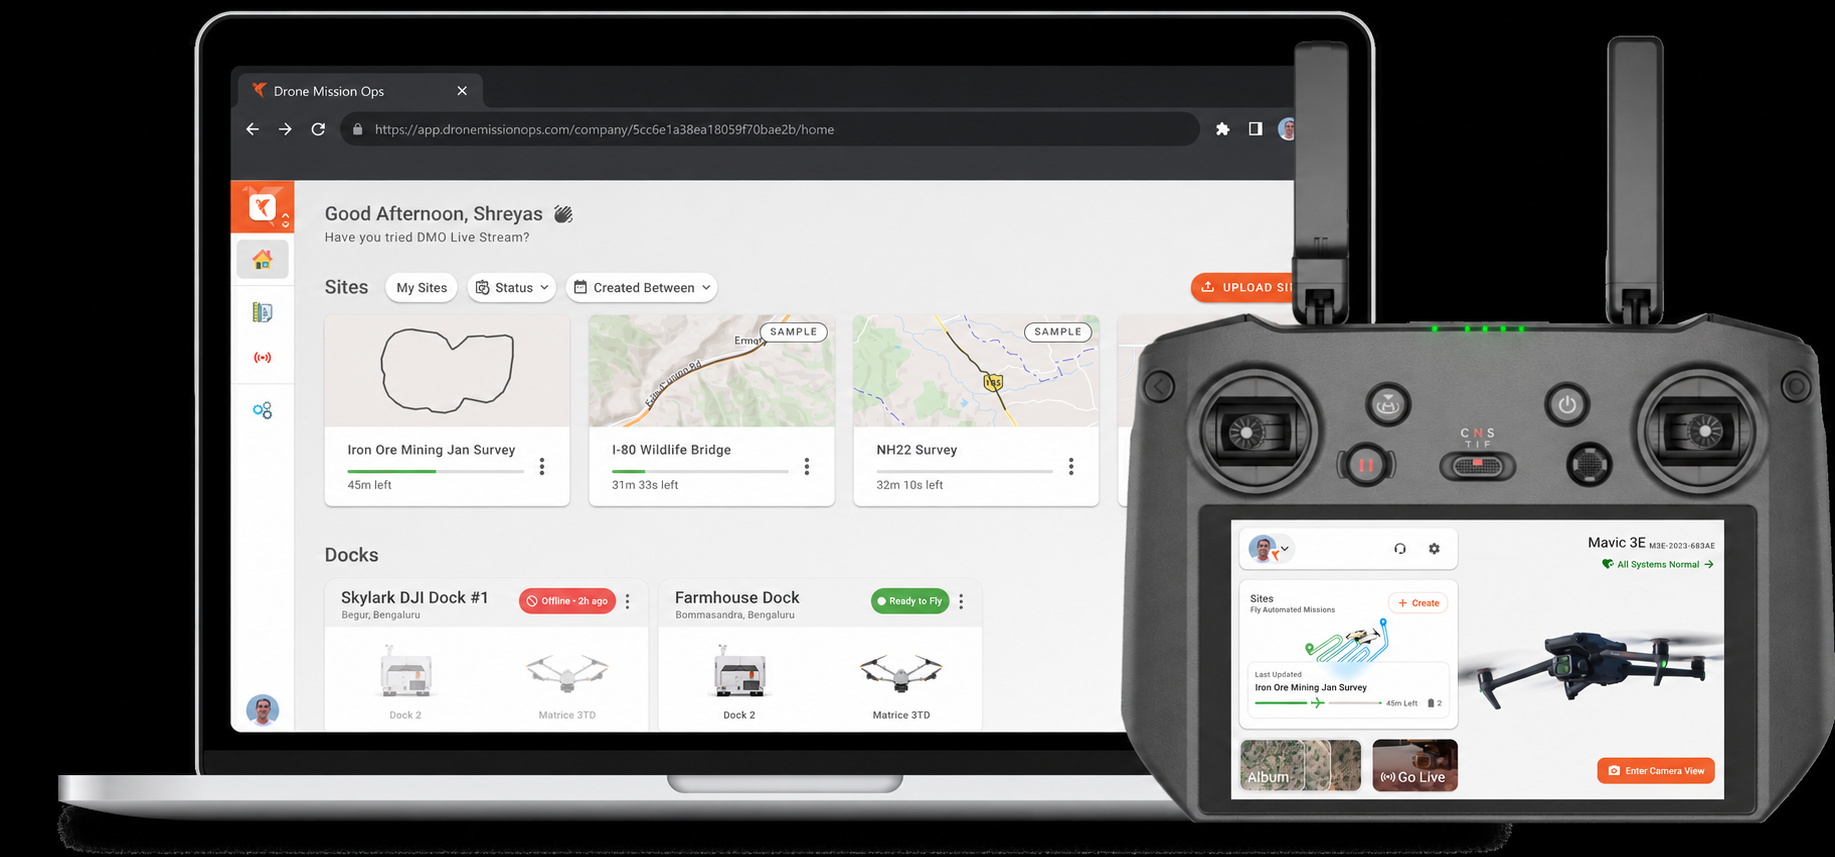 Drone Mission Ops
https://app.dronemissionops.com/company/5cc6e1a38ea18059f70bae2b/home
Good Afternoon, Shreyas
Have you tried DMO Live Stream?
Sites
My Sites
Status
Created Between
UPLOAD
SAMPLE
SAMPLE
185
Iron Ore Mining Jan Survey
45m left
I-80 Wildlife Bridge
31m 33s left
NH22 Survey
32m 10s left
Docks
Skylark DJI Dock #1
Begur, Bengaluru
Offline - 2h ago
Farmhouse Dock
Bommasandra, Bengaluru
Ready to Fly
Dock 2
Matrice 3TD
Dock 2
Matrice 3TD
C N S
Mavic 3E M3E-2023-683AE
All Systems Normal
Sites
Fly Automated Missions
Create
Last Updated
Iron Ore Mining Jan Survey
45m Left
2
Album
Go Live
Enter Camera View